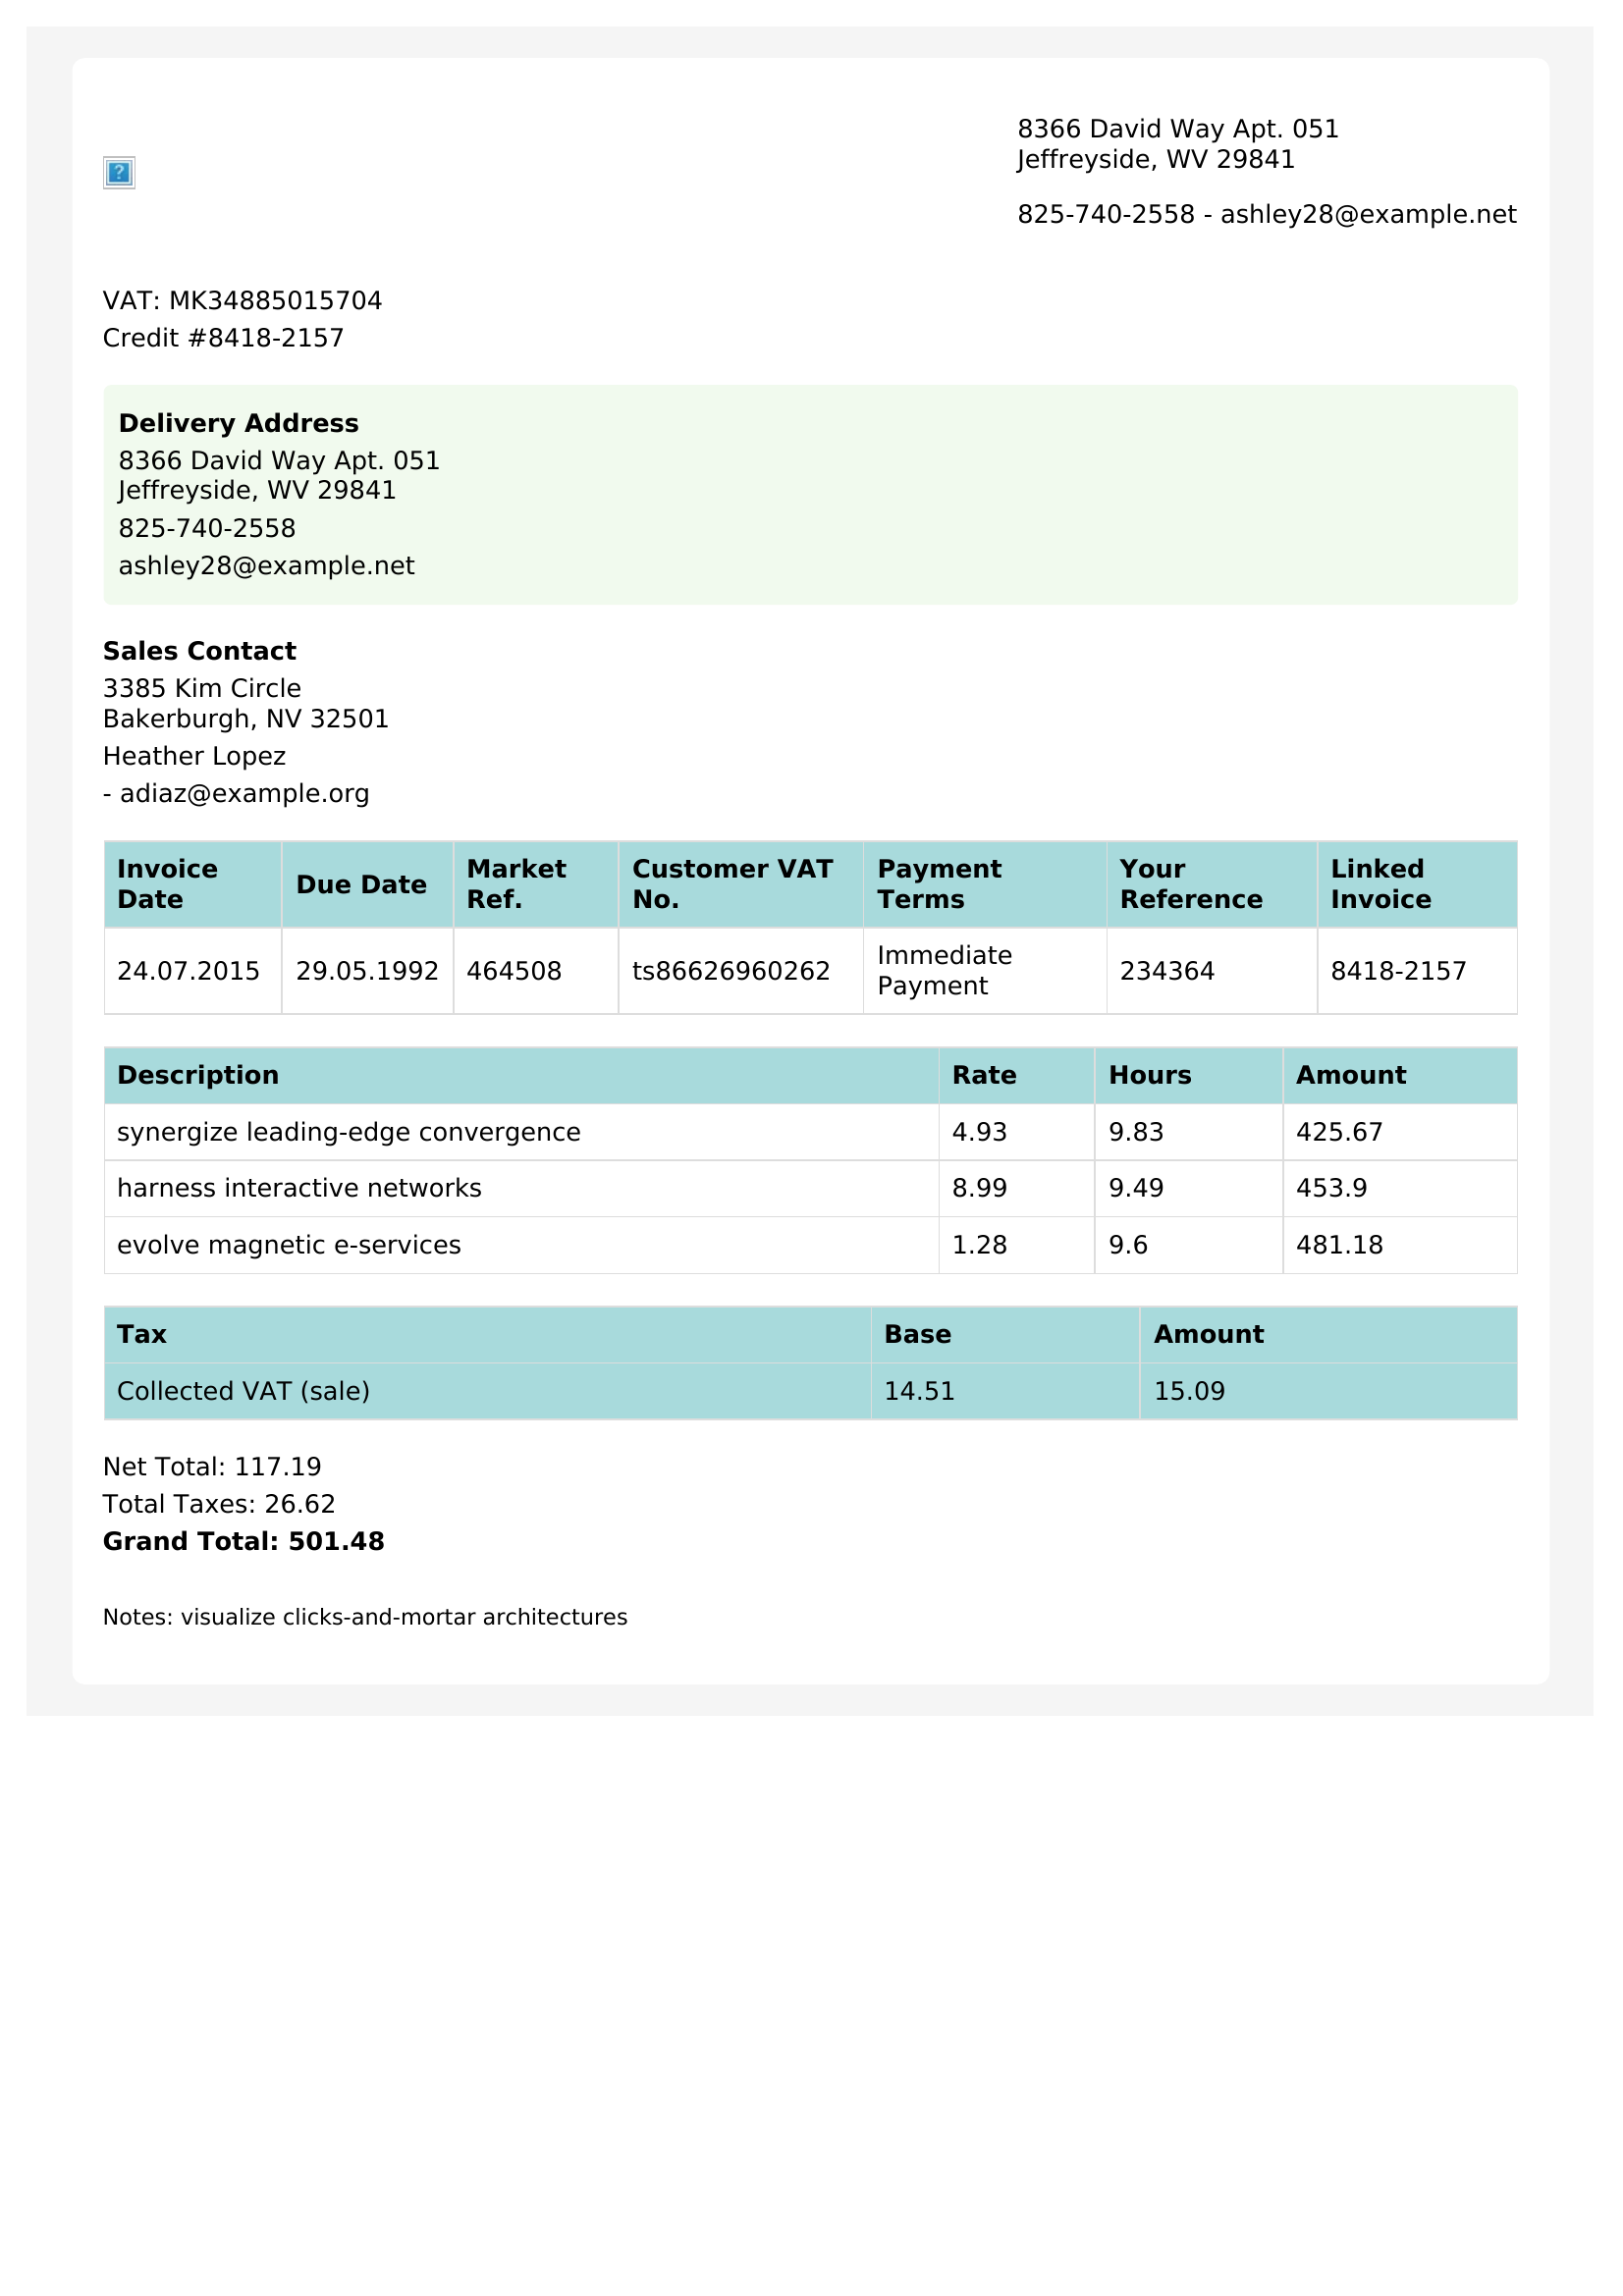 8366 David Way Apt. 051
Jeffreyside, WV 29841
825-740-2558 - ashley28@example.net
VAT: MK34885015704
Credit #8418-2157
Delivery Address
8366 David Way Apt. 051
Jeffreyside, WV 29841
825-740-2558
ashley28@example.net
Sales Contact
3385 Kim Circle
Bakerburgh, NV 32501
Heather Lopez
- adiaz@example.org
Invoice Date Due Date Market Ref. Customer VAT No. Payment Terms Your Reference Linked Invoice
24.07.2015 29.05.1992 464508 ts86626960262 Immediate Payment 234364 8418-2157
Description Rate Hours Amount
synergize leading-edge convergence 4.93 9.83 425.67
harness interactive networks 8.99 9.49 453.9
evolve magnetic e-services 1.28 9.6 481.18
Tax Base Amount
Collected VAT (sale) 14.51 15.09
Net Total: 117.19
Total Taxes: 26.62
Grand Total: 501.48
Notes: visualize clicks-and-mortar architectures